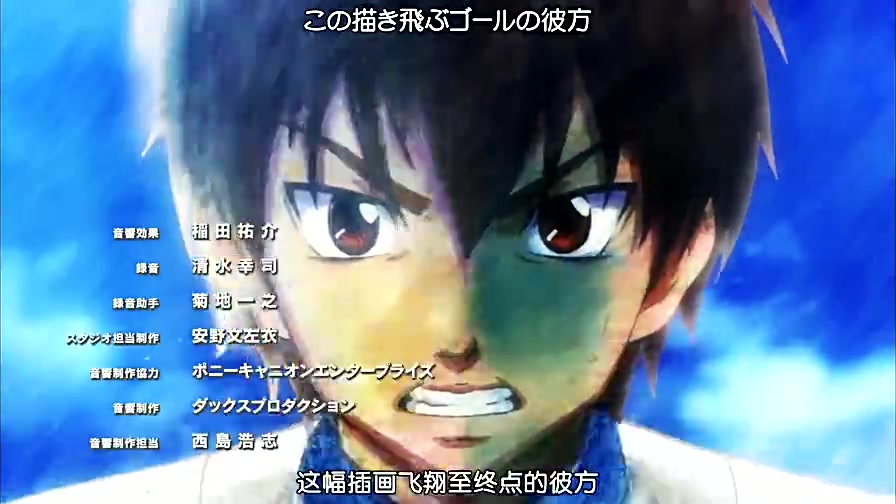 この描き飛ぶゴールの彼方
音響効果 稲田祐介
録音 清水幸司
録音助手 菊地一之
スタジオ担当制作 安野文左衣
音響制作協力 ポニーキャニオンエンタープライズ
音響制作 ダックスプロダクション
音響制作担当 西島浩志
这幅插画飞翔至终点的彼方